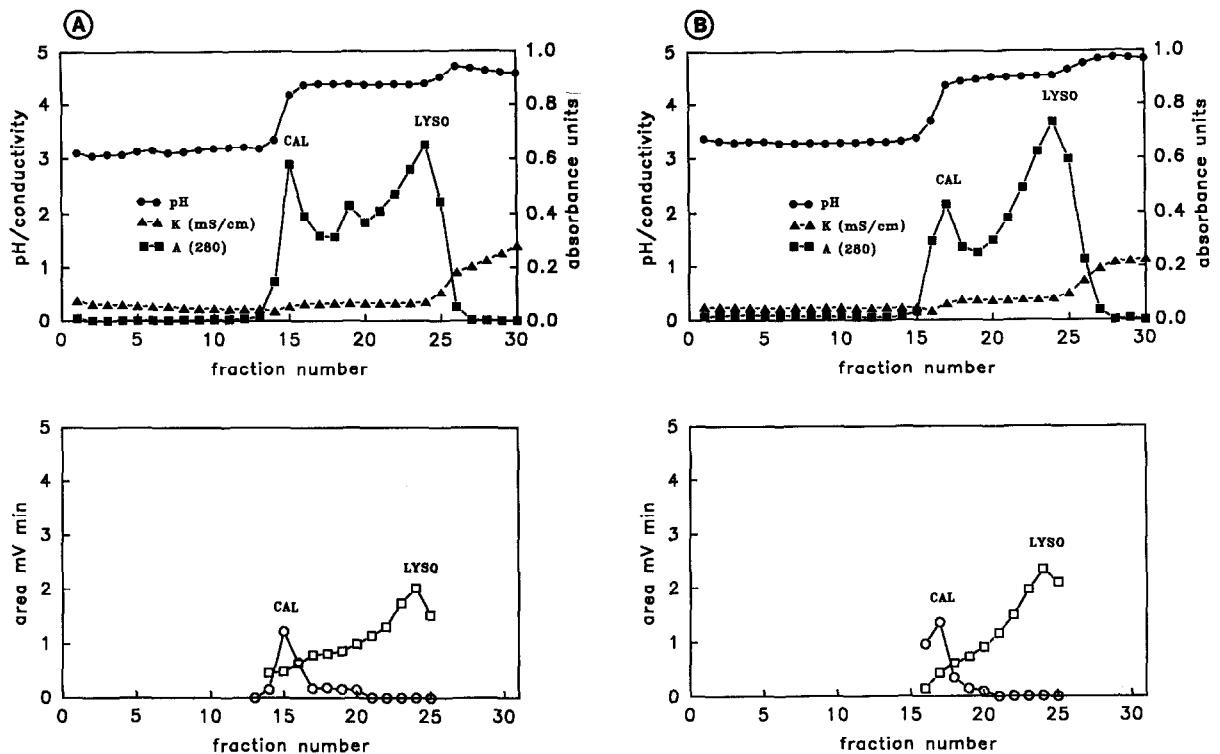 A
5
4
3
2
1
0
pH/conductivity
1.0
0.8
0.6
0.4
0.2
0.0
absorbance units
CAL
LYSO
pH
K (mS/cm)
A (280)
0 5 10 15 20 25 30
fraction number
B
5
4
3
2
1
0
pH/conductivity
1.0
0.8
0.6
0.4
0.2
0.0
absorbance units
CAL
LYSO
pH
K (mS/cm)
A (280)
0 5 10 15 20 25 30
fraction number
5
4
3
2
1
0
area mV min
CAL
LYSO
0 5 10 15 20 25 30
fraction number
5
4
3
2
1
0
area mV min
CAL
LYSO
0 5 10 15 20 25 30
fraction number